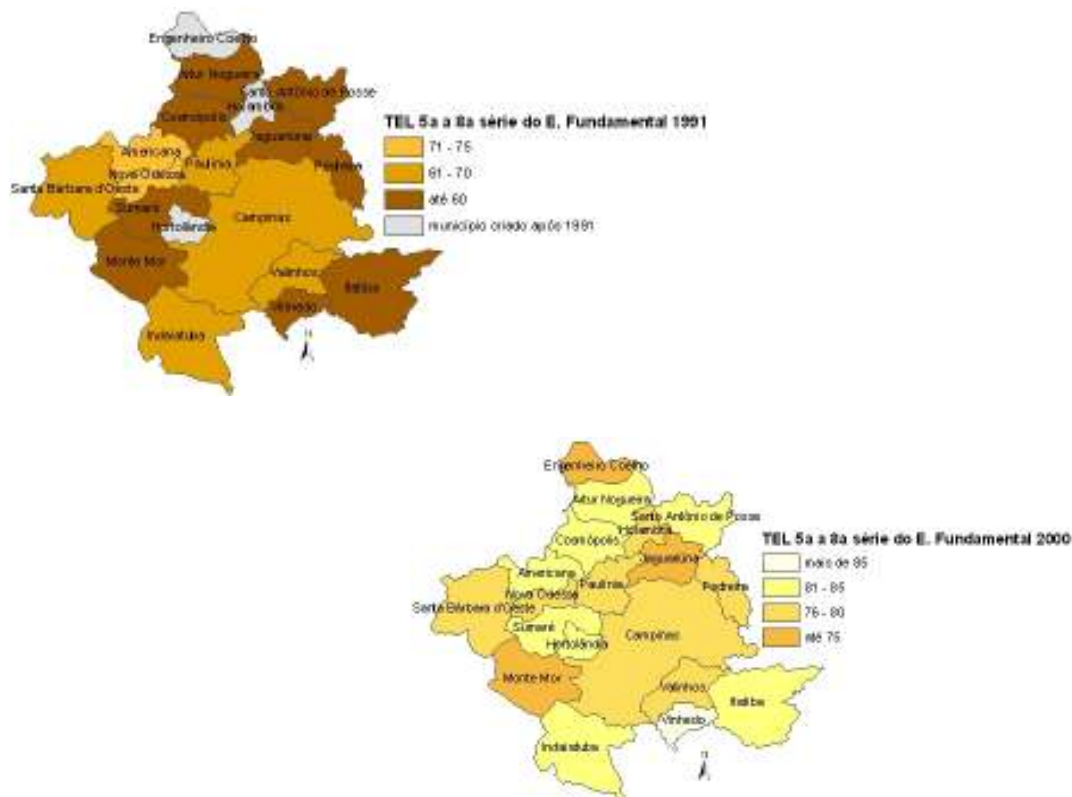 Engenheiro Coelho
Artur Nogueira
Santo Antônio de Posse
Holambra
Cosmópolis
Jaguariúna
TEL 5a a 8a série do E. Fundamental 1991
71 - 75
61 - 70
até 60
município criado após 1991
Americana
Paulínia
Pedreira
Nova Odessa
Santa Bárbara d'Oeste
Sumaré
Hortolândia
Campinas
Monte Mor
Valinhos
Itatiba
Vinhedo
Indaiatuba
N
Engenheiro Coelho
Artur Nogueira
Santo Antônio de Posse
Holambra
Cosmópolis
Jaguariúna
TEL 5a a 8a série do E. Fundamental 2000
mais de 85
81 - 85
76 - 80
até 75
Americana
Paulínia
Pedreira
Nova Odessa
Santa Bárbara d'Oeste
Sumaré
Hortolândia
Campinas
Monte Mor
Valinhos
Itatiba
Vinhedo
Indaiatuba
N